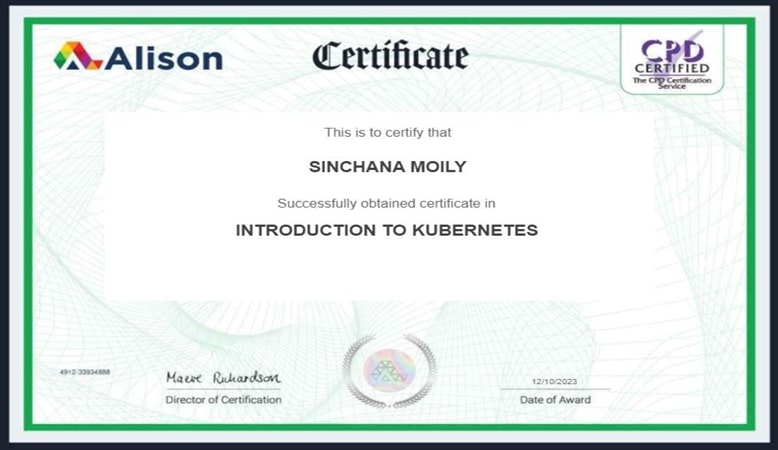 Alison
Certificate
CPD
CERTIFIED
The CPD Certification
Service
This is to certify that
SINCHANA MOILY
Successfully obtained certificate in
INTRODUCTION TO KUBERNETES
4912-33934888
Maeve Richardson
Director of Certification
12/10/2023
Date of Award